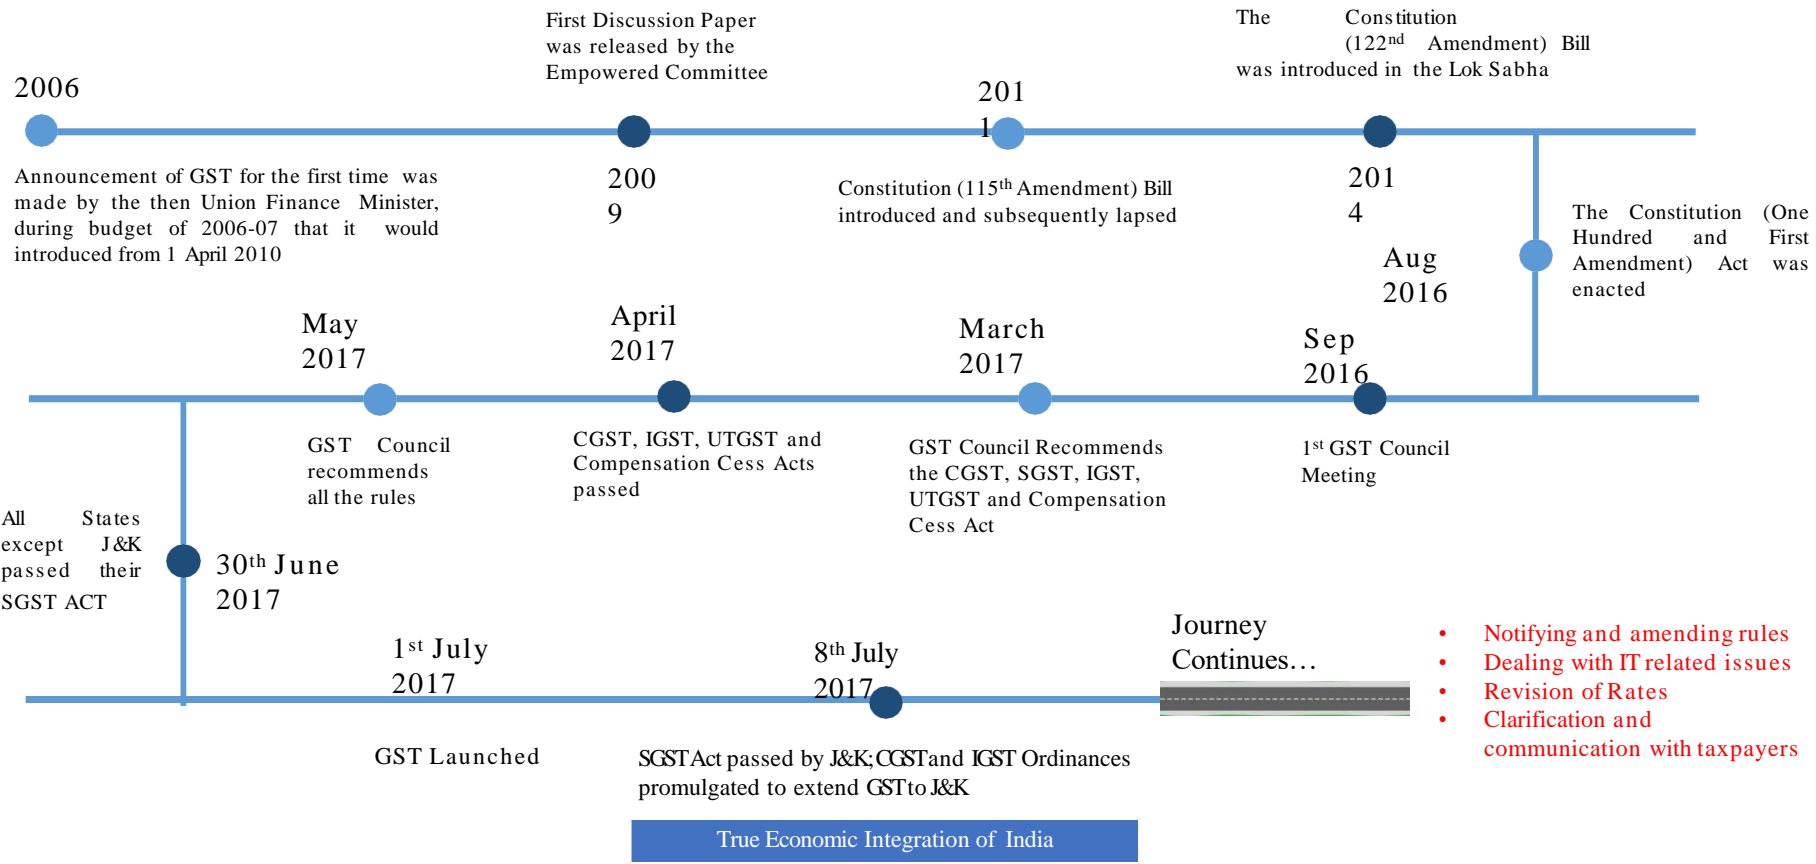 2006
Announcement of GST for the first time was
made by the then Union Finance Minister,
during budget of 2006-07 that it would
introduced from 1 April 2010
First Discussion Paper
was released by the
Empowered Committee
200
9
201
1
Constitution (115th Amendment) Bill
introduced and subsequently lapsed
The Constitution
(122nd Amendment) Bill
was introduced in the Lok Sabha
201
4
Aug
2016
The Constitution (One
Hundred and First
Amendment) Act was
enacted
Sep
2016
1st GST Council
Meeting
March
2017
GST Council Recommends
the CGST, SGST, IGST,
UTGST and Compensation
Cess Act
April
2017
CGST, IGST, UTGST and
Compensation Cess Acts
passed
May
2017
GST Council
recommends
all the rules
All States
except J&K
passed their
SGST ACT
30th June
2017
1st July
2017
GST Launched
8th July
2017
SGST Act passed by J&K; CGST and IGST Ordinances
promulgated to extend GST to J&K
True Economic Integration of India
Journey
Continues…
• Notifying and amending rules
• Dealing with IT related issues
• Revision of Rates
• Clarification and
communication with taxpayers